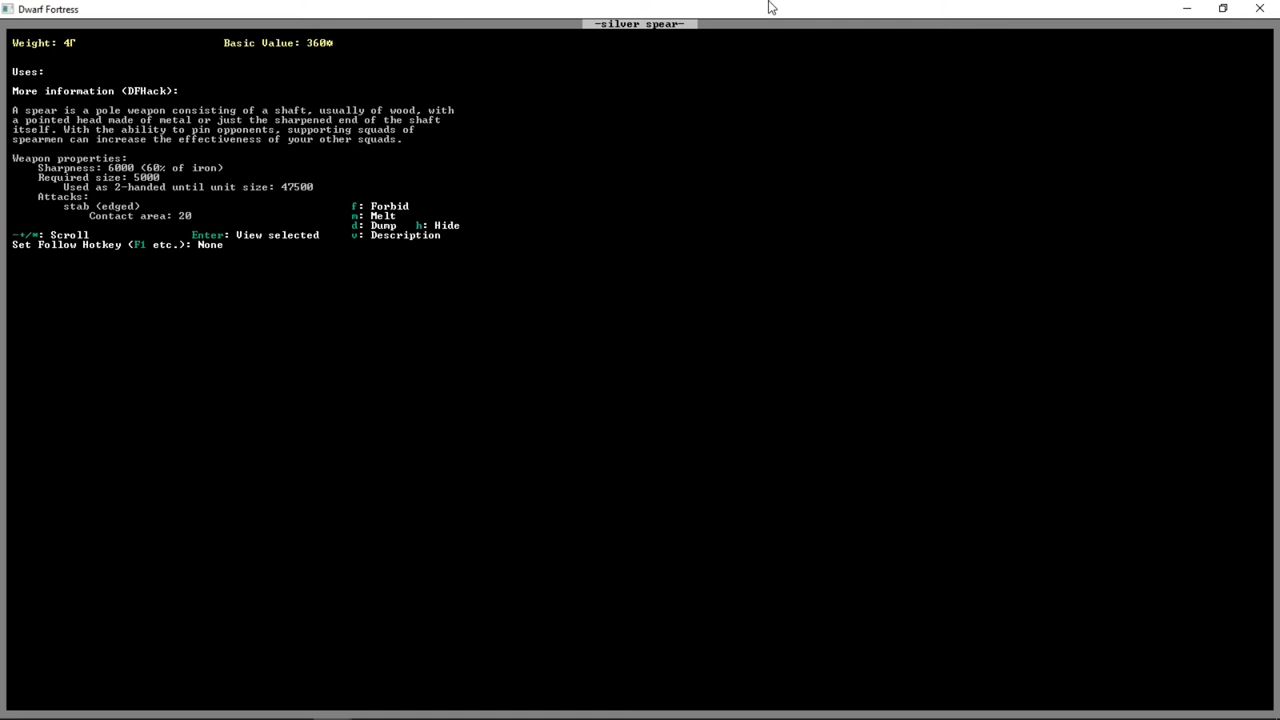 Dwarf Fortress
-silver spear-
Weight: 4Γ Basic Value: 360☼
Uses:
More information (DFHack):
A spear is a pole weapon consisting of a shaft, usually of wood, with
a pointed head made of metal or just the sharpened end of the shaft
itself. With the ability to pin opponents, supporting squads of
spearmen can increase the effectiveness of your other squads.
Weapon properties:
Sharpness: 6000 (60% of iron)
Required size: 5000
Used as 2-handed until unit size: 47500
Attacks:
stab (edged) f: Forbid
Contact area: 20 m: Melt
d: Dump h: Hide
-+/*: Scroll Enter: View selected v: Description
Set Follow Hotkey (F1 etc.): None